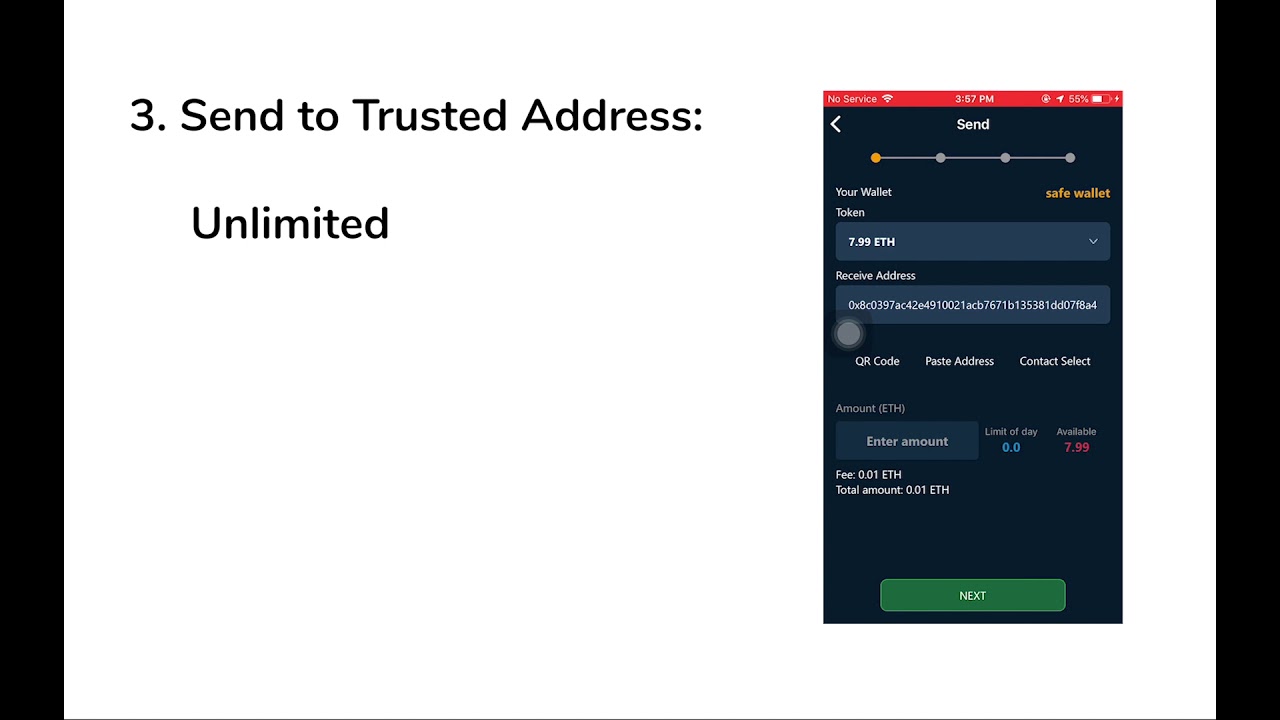 3. Send to Trusted Address:
Unlimited
No Service 3:57 PM 55%
Send
Your Wallet safe wallet
Token
7.99 ETH
Receive Address
0x8c0397ac42e4910021acb7671b135381dd07f8a4
QR Code Paste Address Contact Select
Amount (ETH)
Limit of day Available
Enter amount 0.0 7.99
Fee: 0.01 ETH
Total amount: 0.01 ETH
NEXT